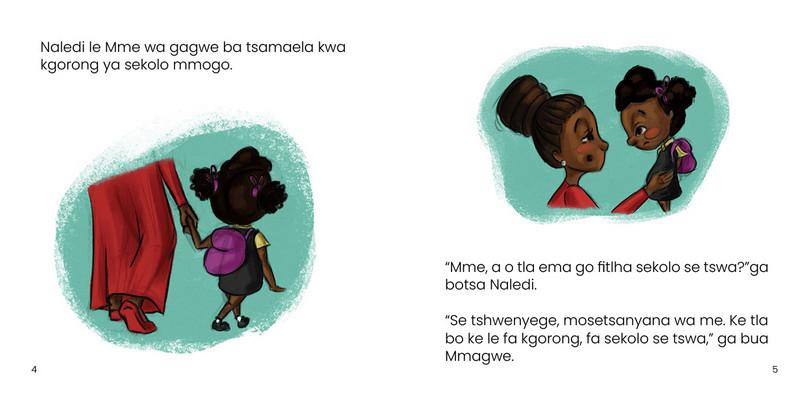 Naledi le Mme wa gagwe ba tsamaela kwa
kgorong ya sekolo mmogo.
4
“Mme, a o tla ema go fitlha sekolo se tswa?”ga
botsa Naledi.
“Se tshwenyege, mosetsanyana wa me. Ke tla
bo ke le fa kgorong, fa sekolo se tswa,” ga bua
Mmagwe.
5